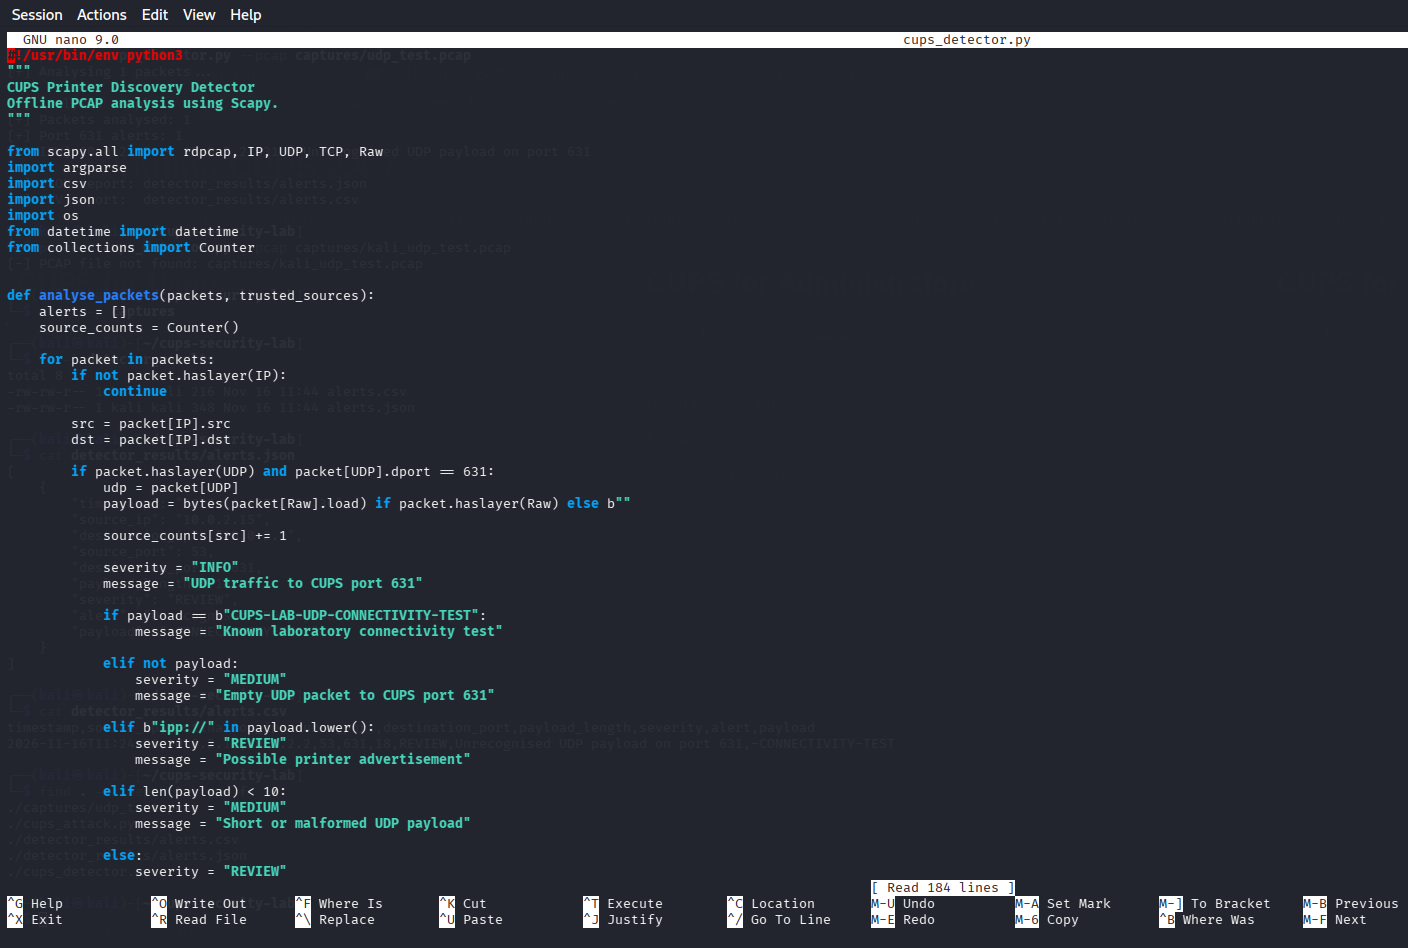 Session Actions Edit View Help
GNU nano 9.0 cups_detector.py
#!/usr/bin/env python3
"""
CUPS Printer Discovery Detector
Offline PCAP analysis using Scapy.
"""
from scapy.all import rdpcap, IP, UDP, TCP, Raw
import argparse
import csv
import json
import os
from datetime import datetime
from collections import Counter
def analyse_packets(packets, trusted_sources):
    alerts = []
    source_counts = Counter()
    for packet in packets:
        if not packet.haslayer(IP):
            continue
        src = packet[IP].src
        dst = packet[IP].dst
        if packet.haslayer(UDP) and packet[UDP].dport == 631:
            udp = packet[UDP]
            payload = bytes(packet[Raw].load) if packet.haslayer(Raw) else b""
            source_counts[src] += 1
            severity = "INFO"
            message = "UDP traffic to CUPS port 631"
            if payload == b"CUPS-LAB-UDP-CONNECTIVITY-TEST":
                message = "Known laboratory connectivity test"
            elif not payload:
                severity = "MEDIUM"
                message = "Empty UDP packet to CUPS port 631"
            elif b"ipp://" in payload.lower():
                severity = "REVIEW"
                message = "Possible printer advertisement"
            elif len(payload) < 10:
                severity = "MEDIUM"
                message = "Short or malformed UDP payload"
            else:
                severity = "REVIEW"
[ Read 184 lines ]
^G Help ^O Write Out ^F Where Is ^K Cut ^T Execute ^C Location M-U Undo M-A Set Mark M-] To Bracket M-B Previous
^X Exit ^R Read File ^\ Replace ^U Paste ^J Justify ^/ Go To Line M-E Redo M-6 Copy ^B Where Was M-F Next